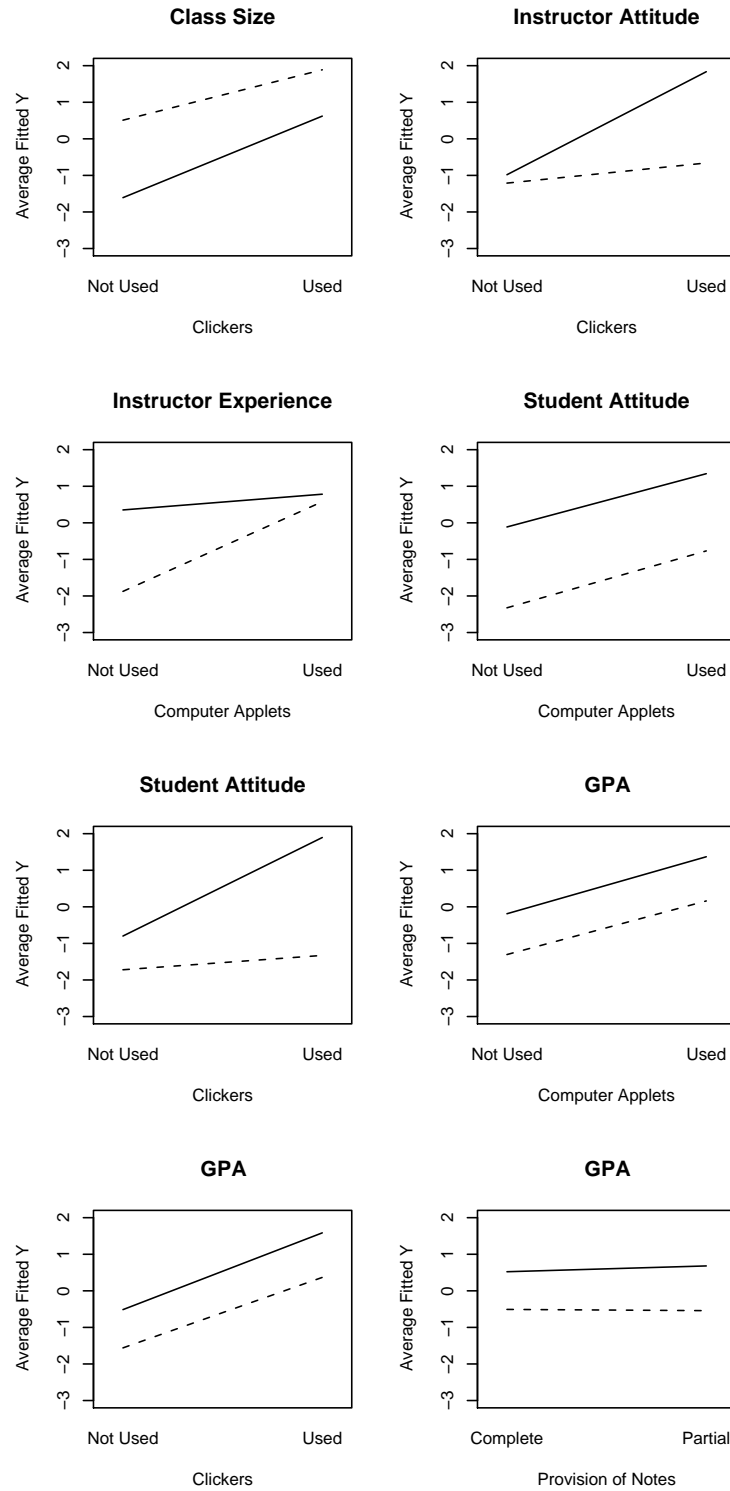 Class Size
Average Fitted Y
2
1
0
−1
−2
−3
Not Used
Used
Clickers
Instructor Attitude
Average Fitted Y
2
1
0
−1
−2
−3
Not Used
Used
Clickers
Instructor Experience
Average Fitted Y
2
1
0
−1
−2
−3
Not Used
Used
Computer Applets
Student Attitude
Average Fitted Y
2
1
0
−1
−2
−3
Not Used
Used
Computer Applets
Student Attitude
Average Fitted Y
2
1
0
−1
−2
−3
Not Used
Used
Clickers
GPA
Average Fitted Y
2
1
0
−1
−2
−3
Not Used
Used
Computer Applets
GPA
Average Fitted Y
2
1
0
−1
−2
−3
Not Used
Used
Clickers
GPA
Average Fitted Y
2
1
0
−1
−2
−3
Complete
Partial
Provision of Notes